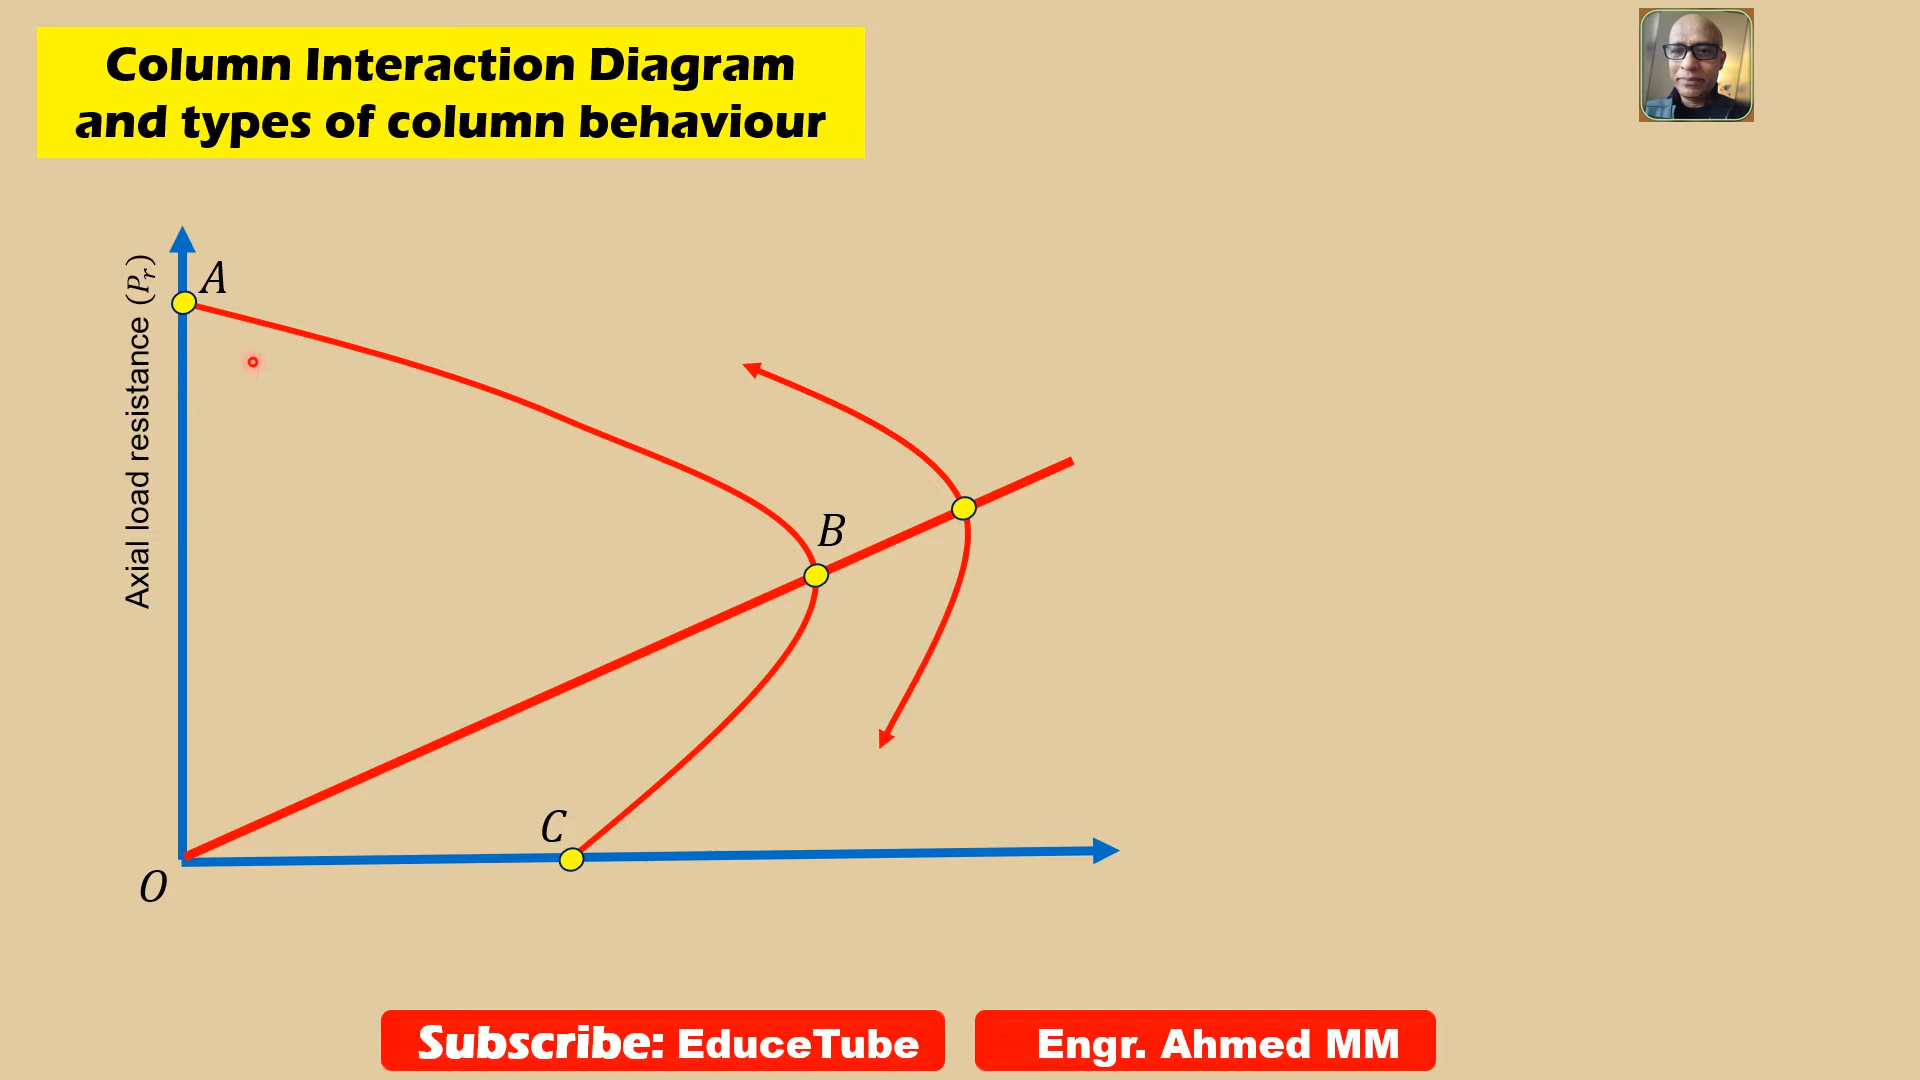 Column Interaction Diagram
and types of column behaviour
Axial load resistance (P_r)
A
B
C
O
Subscribe: EduceTube
Engr. Ahmed MM